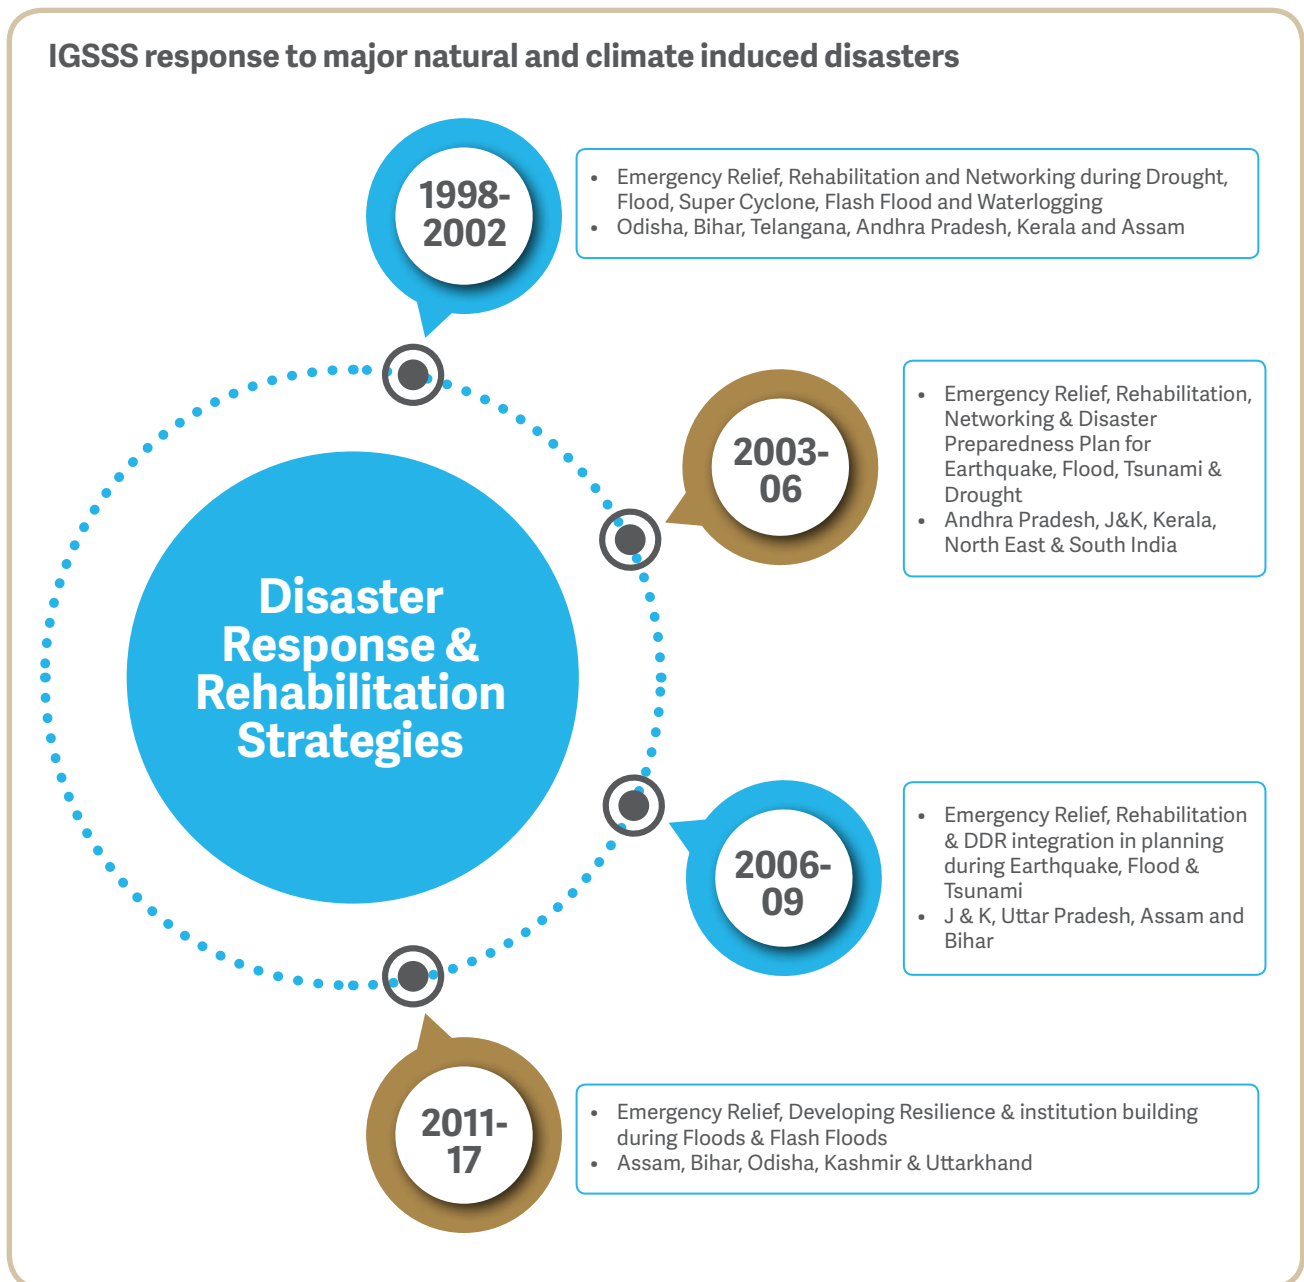 IGSSS response to major natural and climate induced disasters
1998-
2002
• Emergency Relief, Rehabilitation and Networking during Drought,
Flood, Super Cyclone, Flash Flood and Waterlogging
• Odisha, Bihar, Telangana, Andhra Pradesh, Kerala and Assam
2003-
06
• Emergency Relief, Rehabilitation,
Networking & Disaster
Preparedness Plan for
Earthquake, Flood, Tsunami &
Drought
• Andhra Pradesh, J&K, Kerala,
North East & South India
Disaster
Response &
Rehabilitation
Strategies
2006-
09
• Emergency Relief, Rehabilitation
& DDR integration in planning
during Earthquake, Flood &
Tsunami
• J & K, Uttar Pradesh, Assam and
Bihar
2011-
17
• Emergency Relief, Developing Resilience & institution building
during Floods & Flash Floods
• Assam, Bihar, Odisha, Kashmir & Uttarkhand